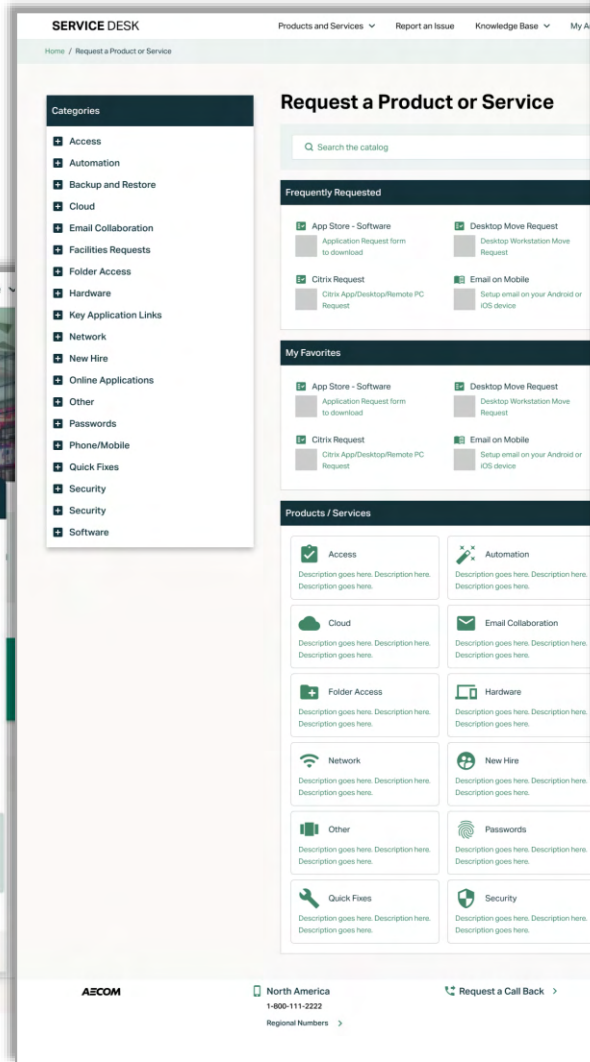 SERVICE DESK
Products and Services
Report an Issue
Knowledge Base
My
Home / Request a Product or Service
Categories
Access
Automation
Backup and Restore
Cloud
Email Collaboration
Facilities Requests
Folder Access
Hardware
Key Application Links
Network
New Hire
Online Applications
Other
Passwords
Phone/Mobile
Quick Fixes
Security
Security
Software
Request a Product or Service
Search the catalog
Frequently Requested
App Store - Software
Application Request form
to download
Desktop Move Request
Desktop Workstation Move
Request
Citrix Request
Citrix App/Desktop/Remote PC
Request
Email on Mobile
Setup email on your Android or
iOS device
My Favorites
App Store - Software
Application Request form
to download
Desktop Move Request
Desktop Workstation Move
Request
Citrix Request
Citrix App/Desktop/Remote PC
Request
Email on Mobile
Setup email on your Android or
iOS device
Products / Services
Access
Description goes here. Description here.
Description goes here.
Automation
Description goes here. Description here.
Description goes here.
Cloud
Description goes here. Description here.
Description goes here.
Email Collaboration
Description goes here. Description here.
Description goes here.
Folder Access
Description goes here. Description here.
Description goes here.
Hardware
Description goes here. Description here.
Description goes here.
Network
Description goes here. Description here.
Description goes here.
New Hire
Description goes here. Description here.
Description goes here.
Other
Description goes here. Description here.
Description goes here.
Passwords
Description goes here. Description here.
Description goes here.
Quick Fixes
Description goes here. Description here.
Description goes here.
Security
Description goes here. Description here.
Description goes here.
AECOM
North America
1-800-111-2222
Regional Numbers
Request a Call Back